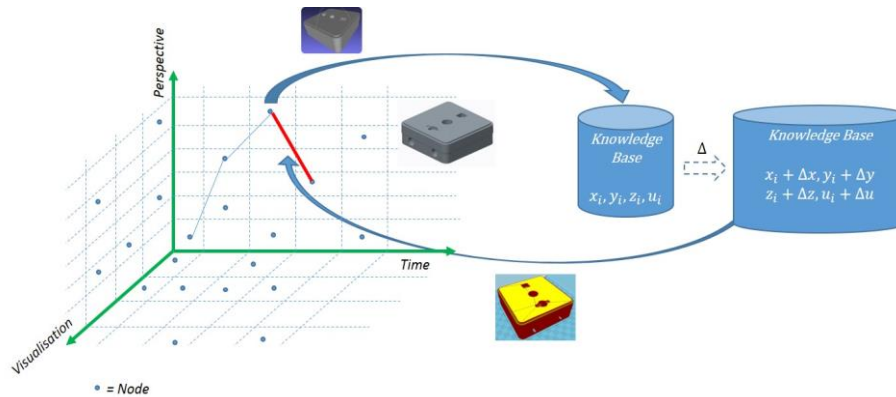 Perspective
Time
Visualisation
= Node
Knowledge
Base
x_i, y_i, z_i, u_i
Δ
Knowledge Base
x_i + Δx, y_i + Δy
z_i + Δz, u_i + Δu